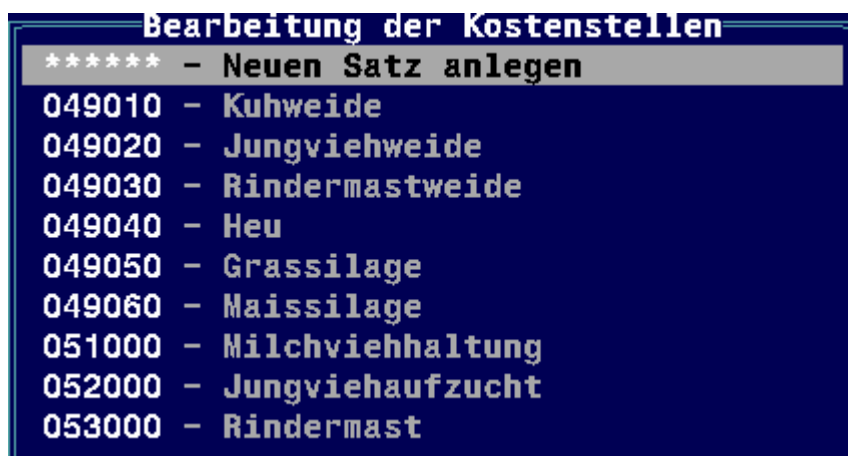 Bearbeitung der Kostenstellen
****** - Neuen Satz anlegen
049010 - Kuhweide
049020 - Jungviehweide
049030 - Rindermastweide
049040 - Heu
049050 - Grassilage
049060 - Maissilage
051000 - Milchviehhaltung
052000 - Jungviehaufzucht
053000 - Rindermast